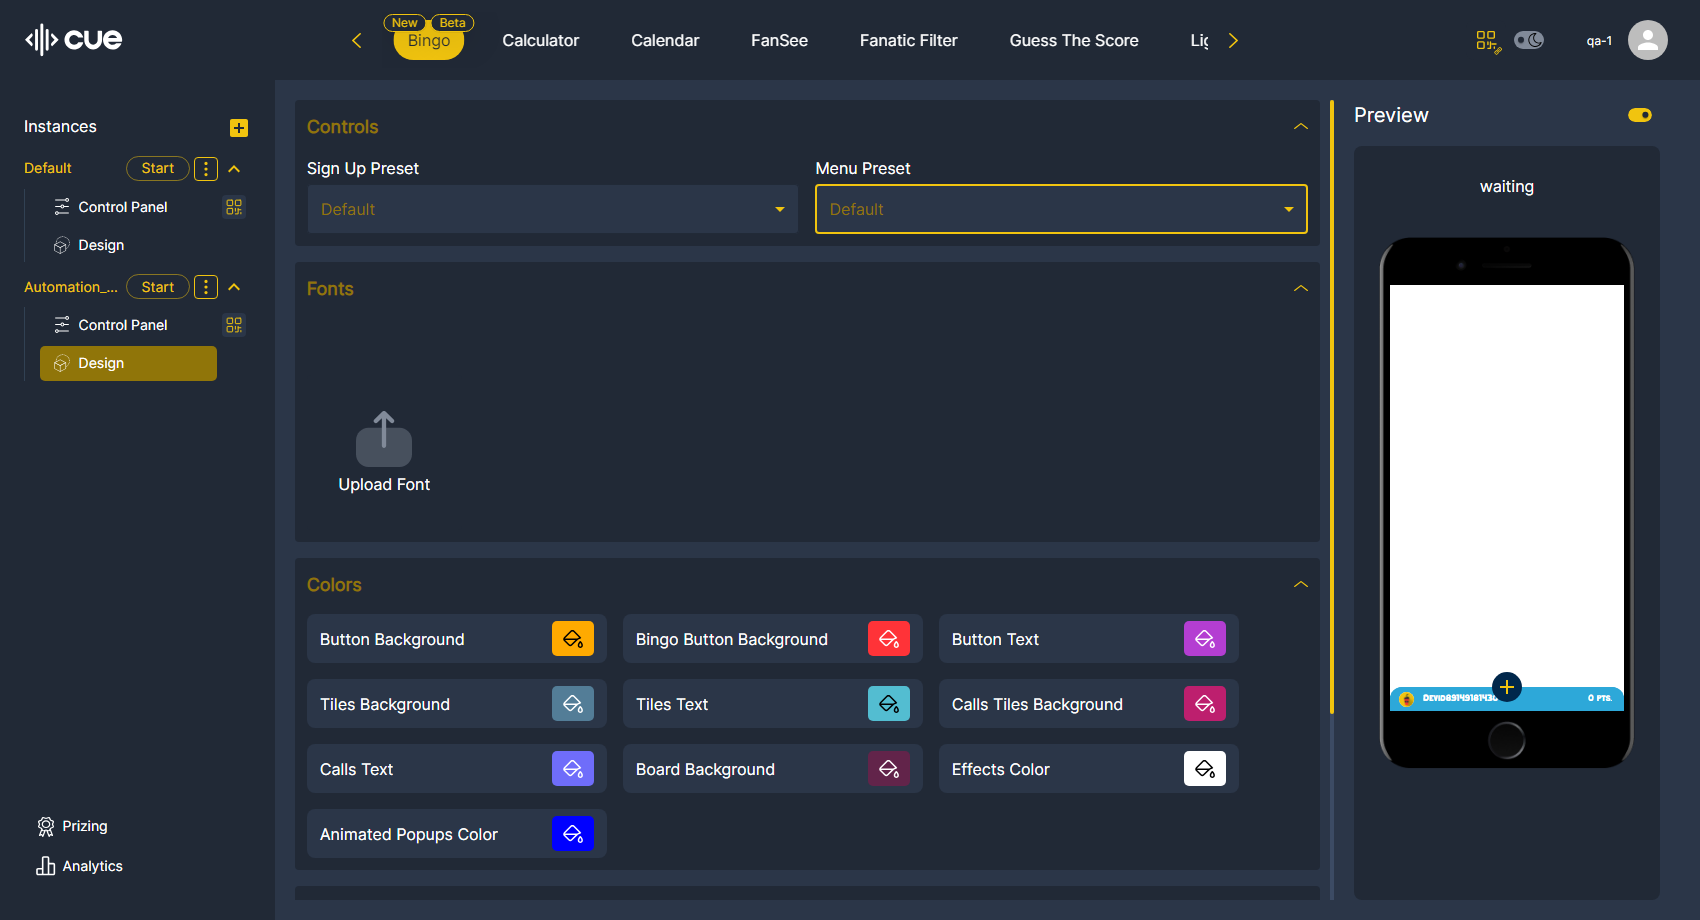 cue
New Beta
Bingo
Calculator
Calendar
FanSee
Fanatic Filter
Guess The Score
qa-1
Instances
Default
Start
Control Panel
Design
Automation_...
Start
Control Panel
Design
Prizing
Analytics
Controls
Sign Up Preset
Menu Preset
Default
Default
Fonts
Upload Font
Colors
Button Background
Bingo Button Background
Button Text
Tiles Background
Tiles Text
Calls Tiles Background
Calls Text
Board Background
Effects Color
Animated Popups Color
Preview
waiting
0 PTS.